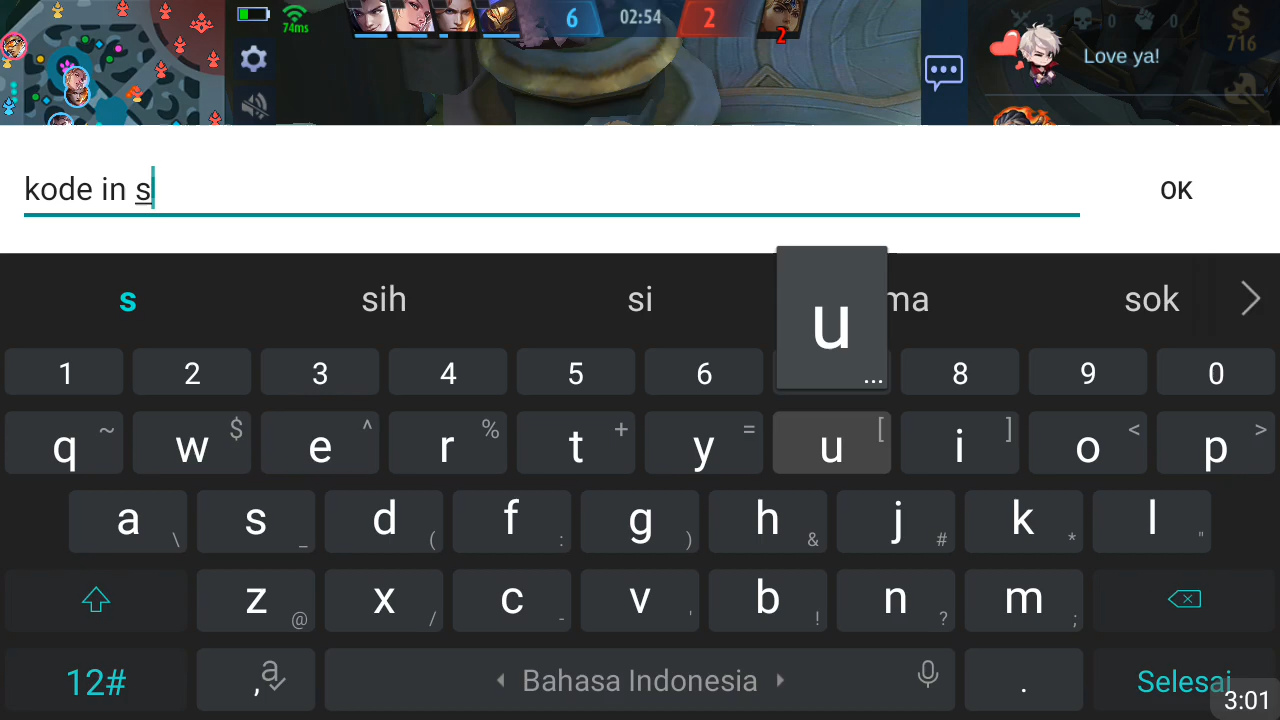 74ms
6 02:54 2
2
3 0 0
$
716
Love ya!
kode in s
OK
s sih si ma sok
u
...
1 2 3 4 5 6 8 9 0
q ~ w $ e ^ r % t + y = u [ i ] o < p >
a \ s _ d ( f : g ) h & j # k * l "
z @ x / c - v ' b ! n ? m ;
12# , a Bahasa Indonesia . Selesai
3:01